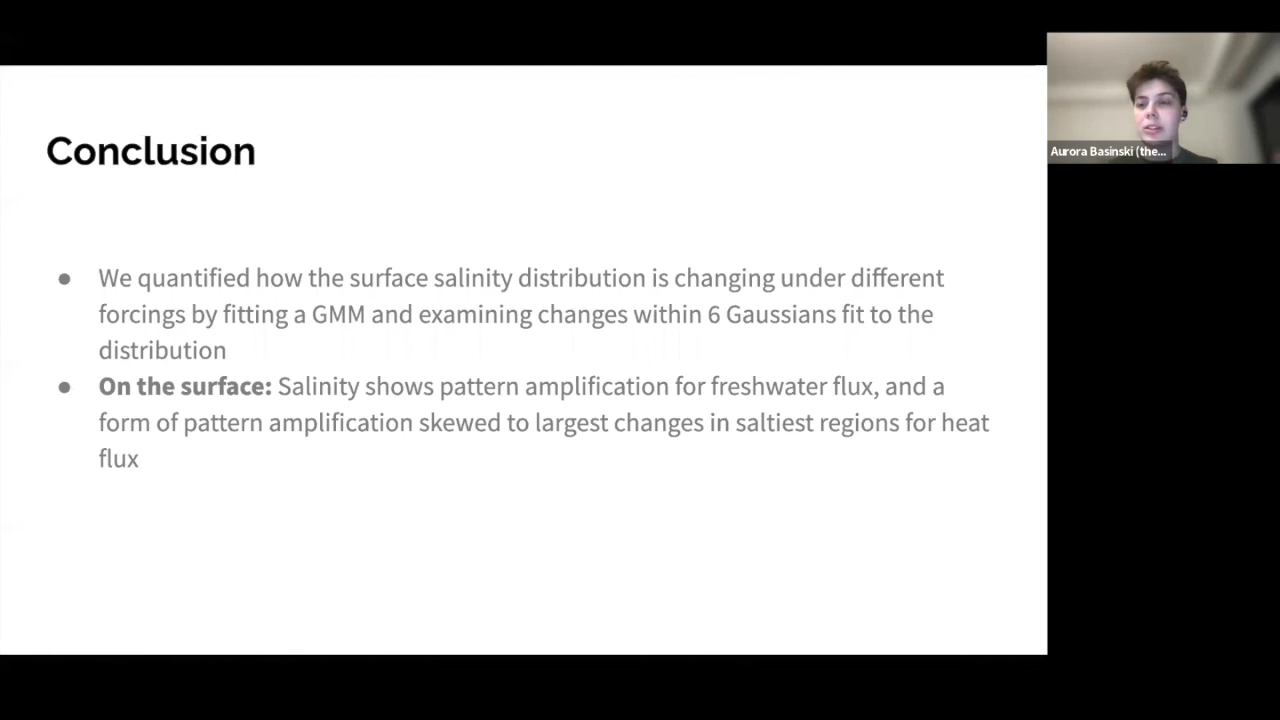 Conclusion
● We quantified how the surface salinity distribution is changing under different
forcings by fitting a GMM and examining changes within 6 Gaussians fit to the
distribution
● On the surface: Salinity shows pattern amplification for freshwater flux, and a
form of pattern amplification skewed to largest changes in saltiest regions for heat
flux
Aurora Basinski (the...